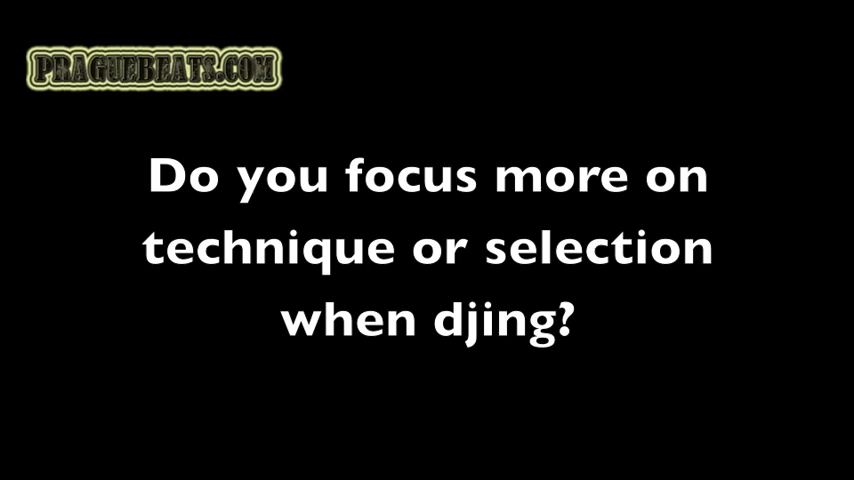 PRAGUEBEATS.COM
Do you focus more on
technique or selection
when djing?